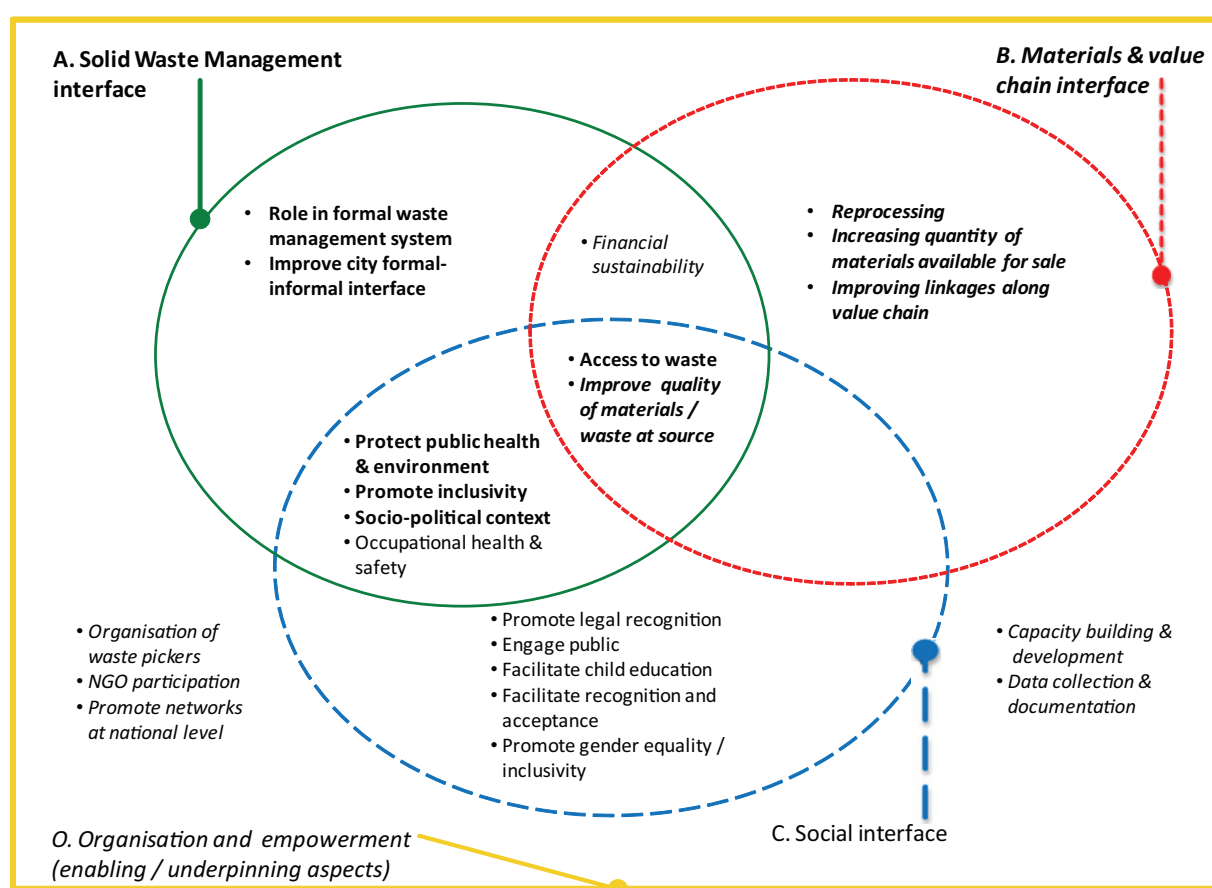 A. Solid Waste Management
interface
B. Materials & value
chain interface
• Role in formal waste
management system
• Improve city formal-
informal interface
• Financial
sustainability
• Reprocessing
• Increasing quantity of
materials available for sale
• Improving linkages along
value chain
• Access to waste
• Improve quality
of materials /
waste at source
• Protect public health
& environment
• Promote inclusivity
• Socio-political context
• Occupational health &
safety
• Organisation of
waste pickers
• NGO participation
• Promote networks
at national level
• Promote legal recognition
• Engage public
• Facilitate child education
• Facilitate recognition and
acceptance
• Promote gender equality /
inclusivity
• Capacity building &
development
• Data collection &
documentation
C. Social interface
O. Organisation and empowerment
(enabling / underpinning aspects)